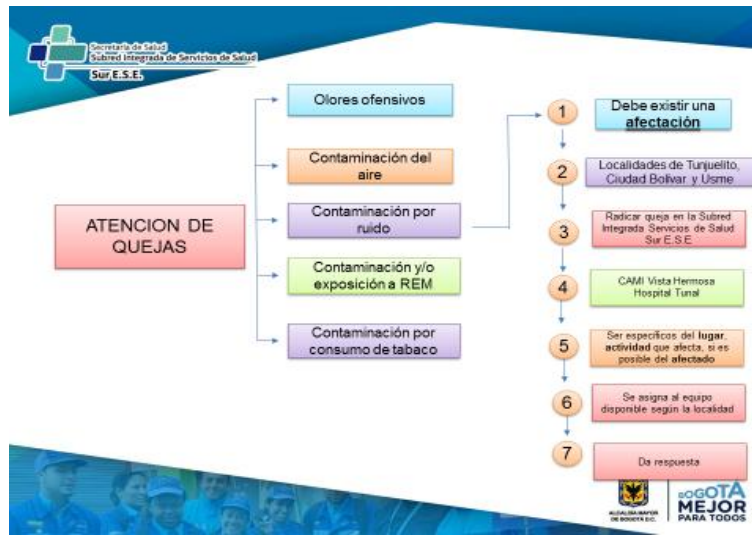 Secretaría de Salud
Subred Integrada de Servicios de Salud
Sur E.S.E.
ATENCION DE
QUEJAS
Olores ofensivos
Contaminación del
aire
Contaminación por
ruido
Contaminación y/o
exposición a REM
Contaminación por
consumo de tabaco
1
Debe existir una
afectación
2
Localidades de Tunjuelito,
Ciudad Bolívar y Usme
3
Radicar queja en la Subred
Integrada Servicios de Salud
Sur E.S.E
4
CAMI Vista Hermosa
Hospital Tunal
5
Ser específicos del lugar,
actividad que afecta, si es
posible del afectado
6
Se asigna al equipo
disponible según la localidad
7
Da respuesta
ALCALDÍA MAYOR
DE BOGOTÁ D.C.
BOGOTÁ
MEJOR
PARA TODOS